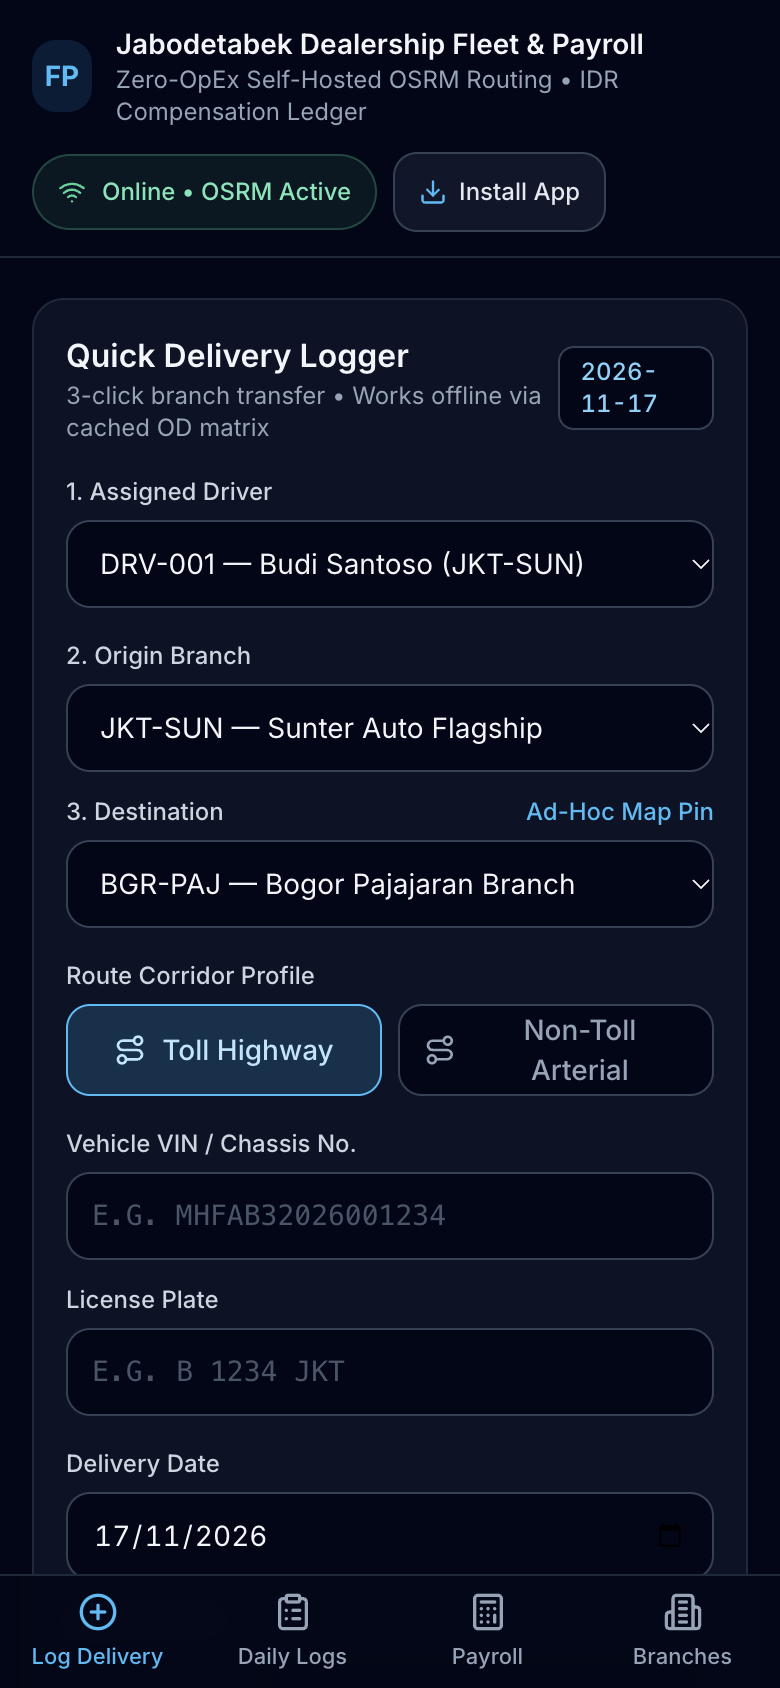 FP
Jabodetabek Dealership Fleet & Payroll
Zero-OpEx Self-Hosted OSRM Routing • IDR
Compensation Ledger
Online • OSRM Active
Install App
Quick Delivery Logger
3-click branch transfer • Works offline via
cached OD matrix
2026-
11-17
1. Assigned Driver
DRV-001 — Budi Santoso (JKT-SUN)
2. Origin Branch
JKT-SUN — Sunter Auto Flagship
3. Destination
Ad-Hoc Map Pin
BGR-PAJ — Bogor Pajajaran Branch
Route Corridor Profile
Toll Highway
Non-Toll
Arterial
Vehicle VIN / Chassis No.
E.G. MHFAB32026001234
License Plate
E.G. B 1234 JKT
Delivery Date
17/11/2026
Log Delivery
Daily Logs
Payroll
Branches